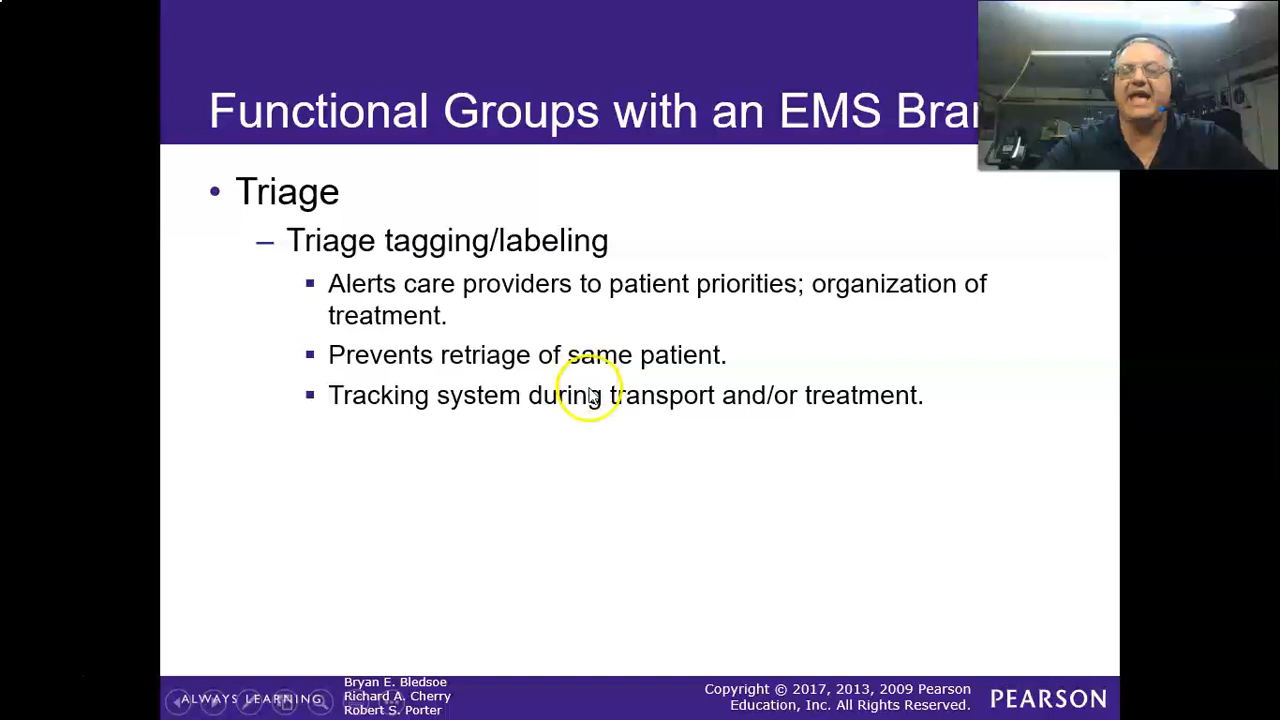 Functional Groups with an EMS
• Triage
– Triage tagging/labeling
▪ Alerts care providers to patient priorities; organization of
treatment.
▪ Prevents retriage of same patient.
▪ Tracking system during transport and/or treatment.
ALWAYS LEARNING
Bryan E. Bledsoe
Richard A. Cherry
Robert S. Porter
Copyright © 2017, 2013, 2009 Pearson
Education, Inc. All Rights Reserved.
PEARSON